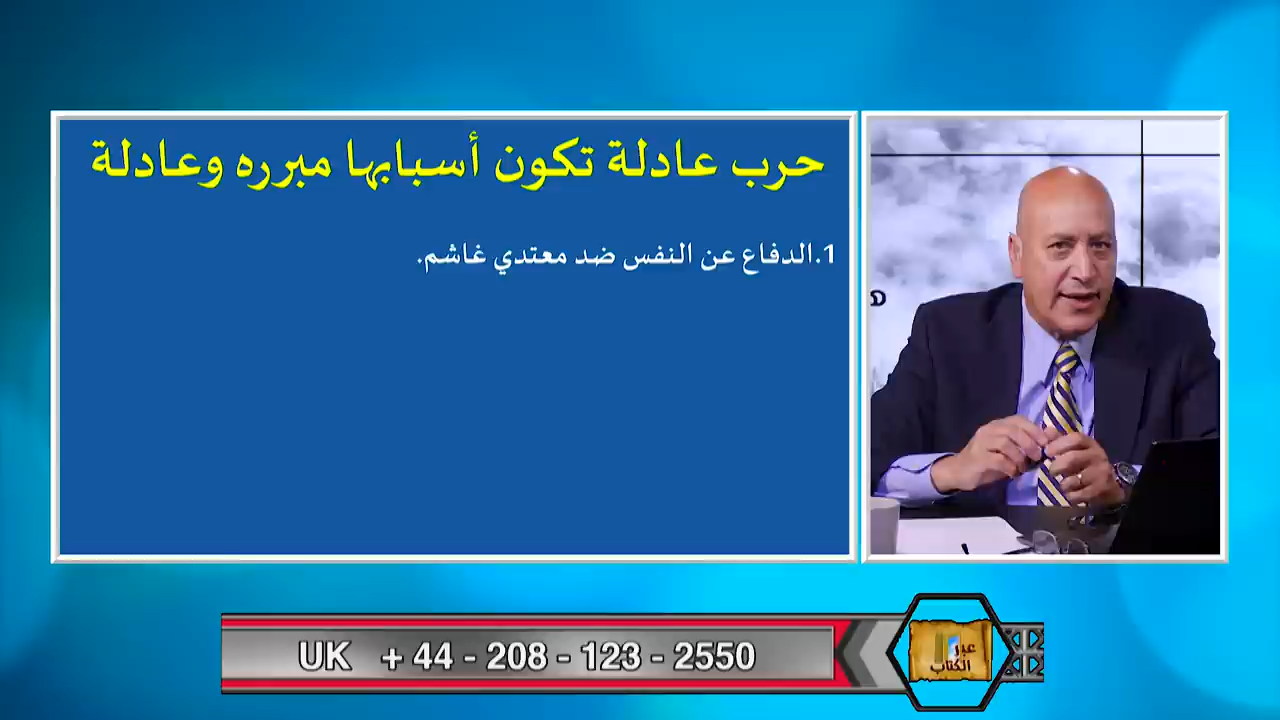 حرب عادلة تكون أسبابها مبرره وعادلة
1.الدفاع عن النفس ضد معتدي غاشم.
UK + 44 - 208 - 123 - 2550
عبر
الكتاب